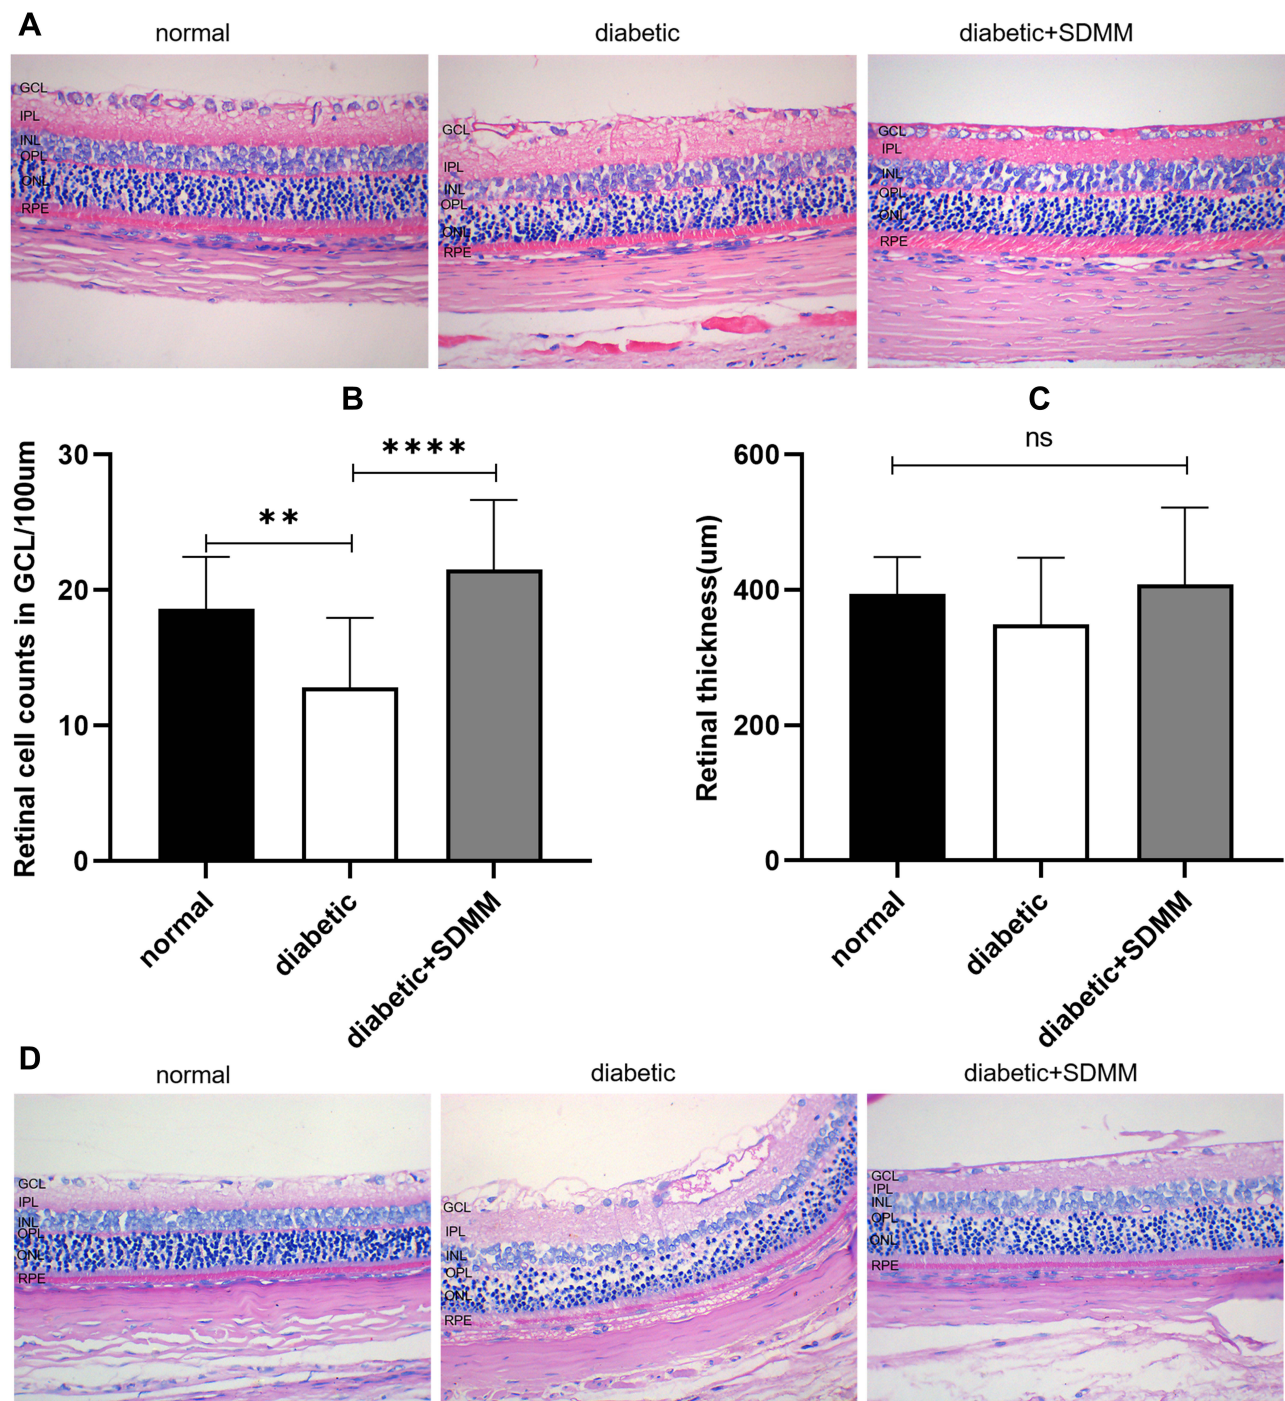 A
normal
diabetic
diabetic+SDMM
GCL
IPL
INL
OPL
ONL
RPE
GCL
IPL
INL
OPL
ONL
RPE
GCL
IPL
INL
OPL
ONL
RPE
B
Retinal cell counts in GCL/100um
30
20
10
0
**
****
normal
diabetic
diabetic+SDMM
C
Retinal thickness(um)
600
400
200
0
ns
normal
diabetic
diabetic+SDMM
D
normal
diabetic
diabetic+SDMM
GCL
IPL
INL
OPL
ONL
RPE
GCL
IPL
INL
OPL
ONL
RPE
GCL
IPL
INL
OPL
ONL
RPE